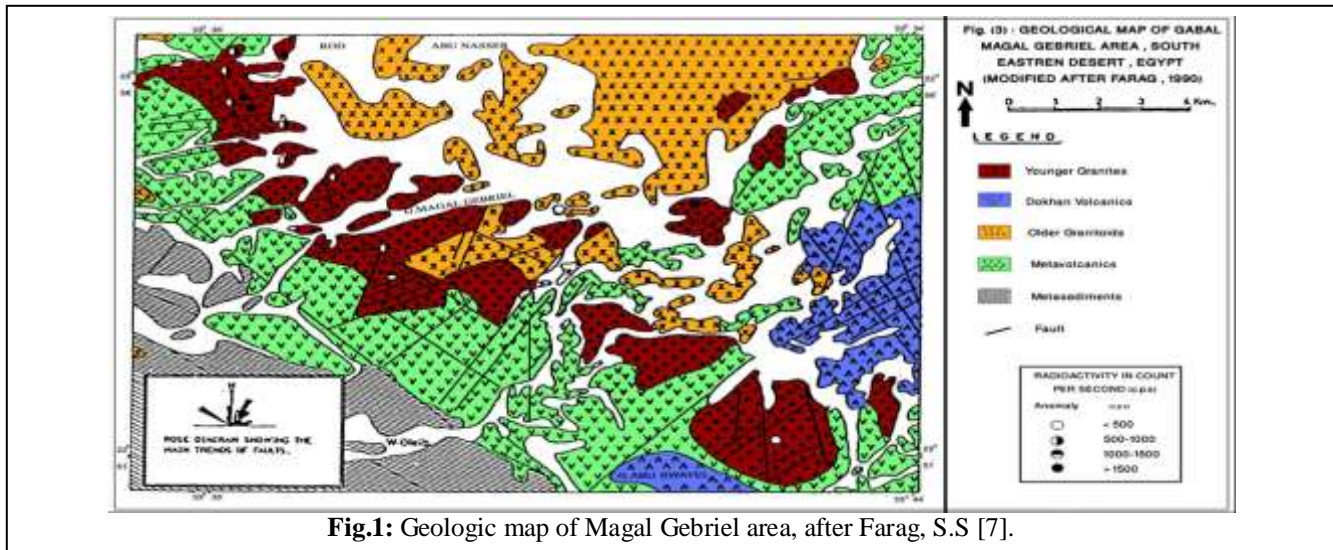 ROD ABU NASSER
G.MAGAL GEBRIEL
ROSE DIAGRAM SHOWING THE
MAIN TRENDS OF FAULTS.
N
Fig. (3) : GEOLOGICAL MAP OF GABAL
MAGAL GEBRIEL AREA , SOUTH
EASTREN DESERT , EGYPT
(MODIFIED AFTER FARAG , 1990)
N
0 1 2 3 4 Km.,
LEGEND
Younger Granites
Dokhan Volcanics
Older Granitoids
Metavolcanics
Metasediments
Fault
RADIOACTIVITY IN COUNT
PER SECOND (c.p.s)
Anomaly
< 500
500-1000
1000-1500
> 1500
Fig.1: Geologic map of Magal Gebriel area, after Farag, S.S [7].